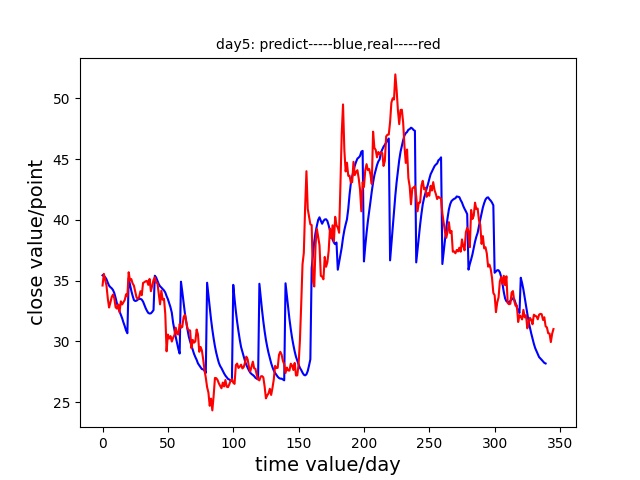 day5: predict-----blue,real-----red
50
45
40
35
30
25
close value/point
0 50 100 150 200 250 300 350
time value/day